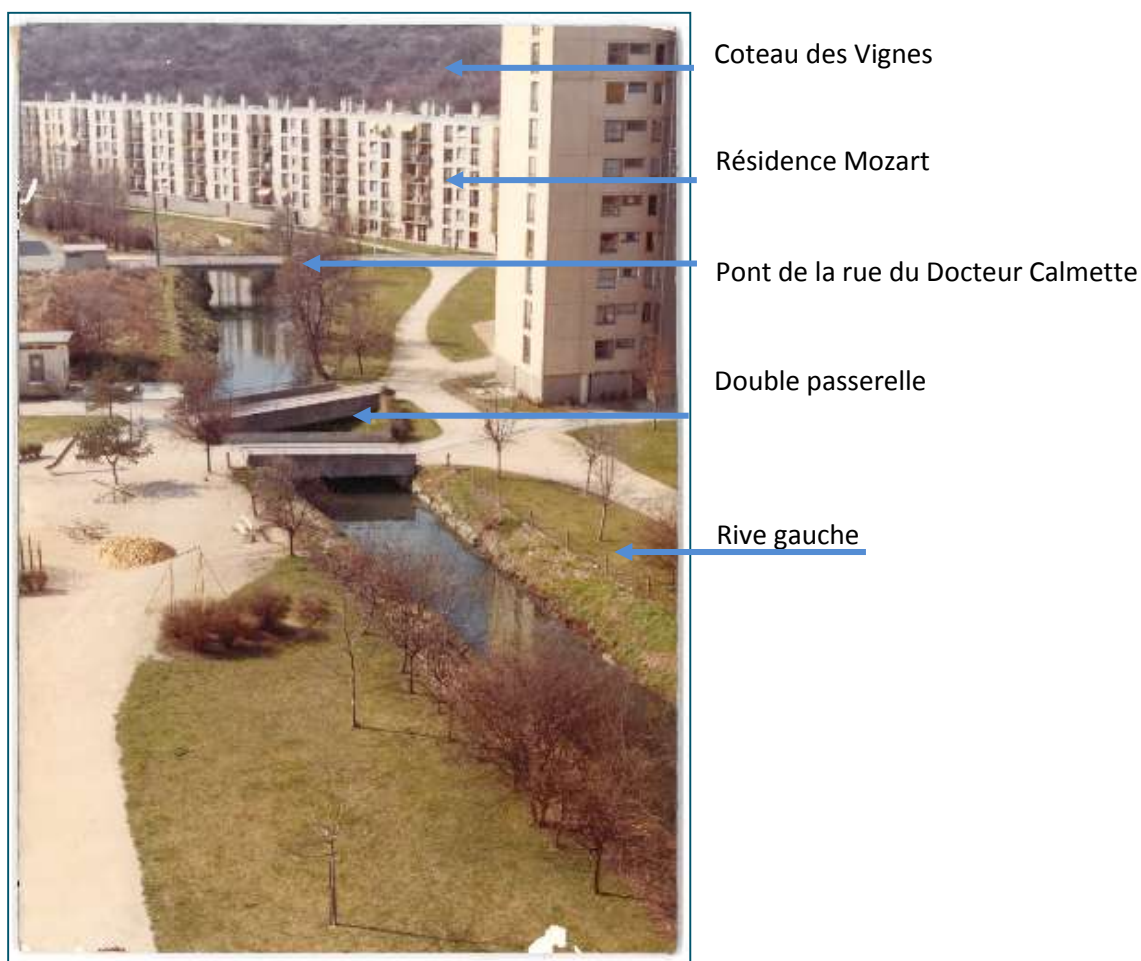 Coteau des Vignes
Résidence Mozart
Pont de la rue du Docteur Calmette
Double passerelle
Rive gauche